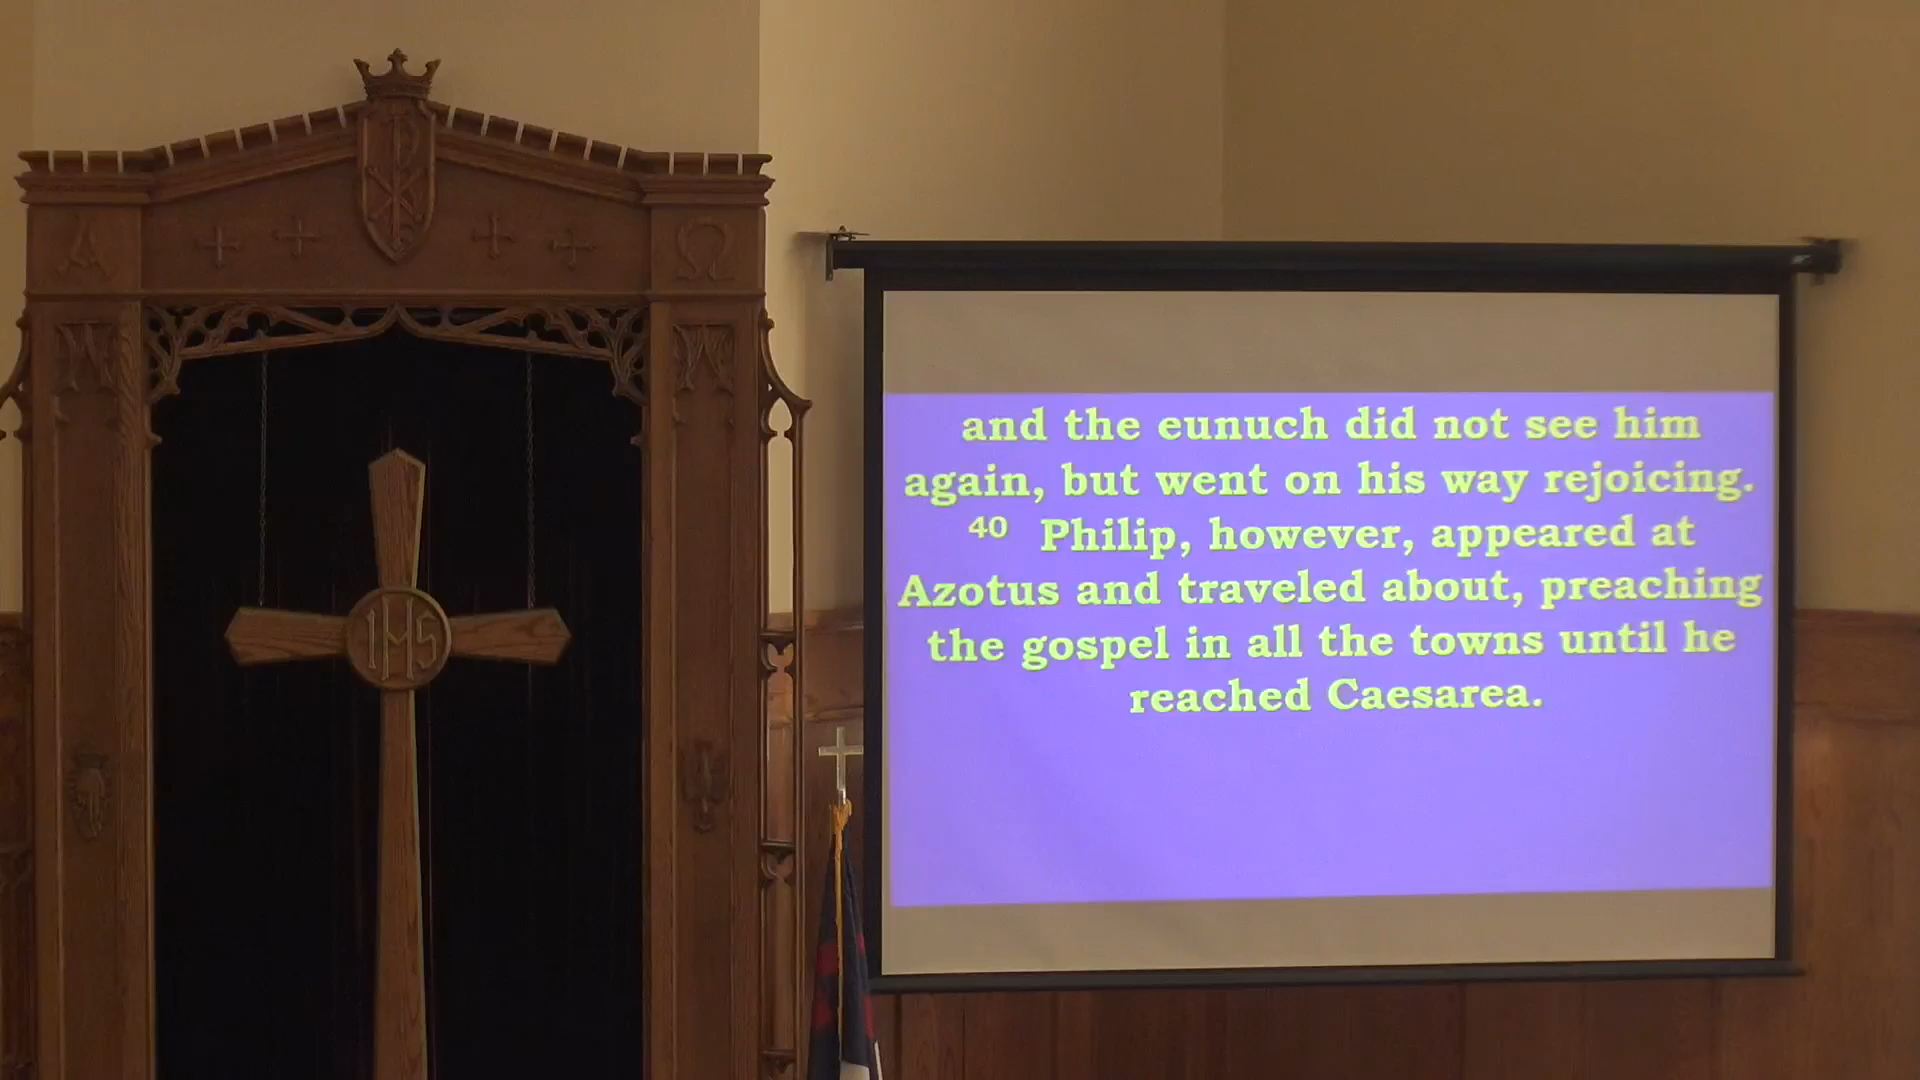 Α
Ω
IHS
and the eunuch did not see him
again, but went on his way rejoicing.
40 Philip, however, appeared at
Azotus and traveled about, preaching
the gospel in all the towns until he
reached Caesarea.